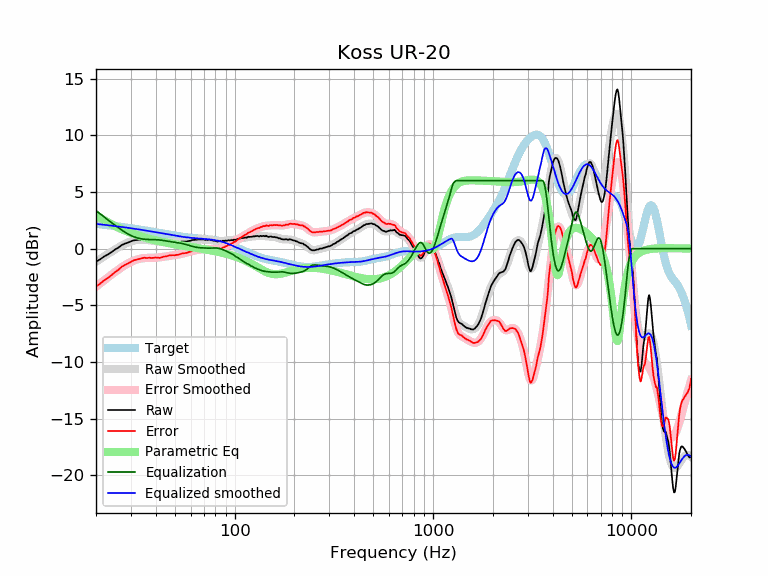 Koss UR-20
15
10
5
0
−5
−10
−15
−20
Amplitude (dBr)
Target
Raw Smoothed
Error Smoothed
Raw
Error
Parametric Eq
Equalization
Equalized smoothed
100
1000
10000
Frequency (Hz)